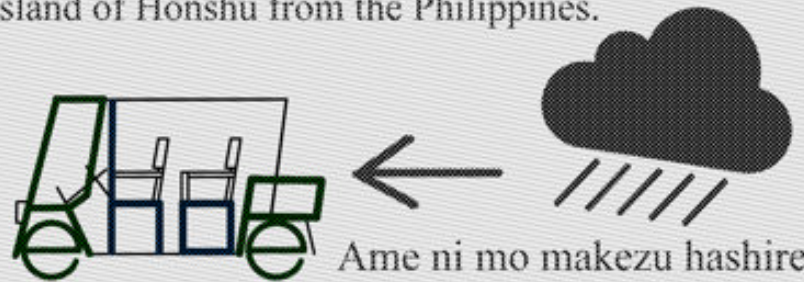 sland of Honshu from the Philippines.
Ame ni mo makezu hashire